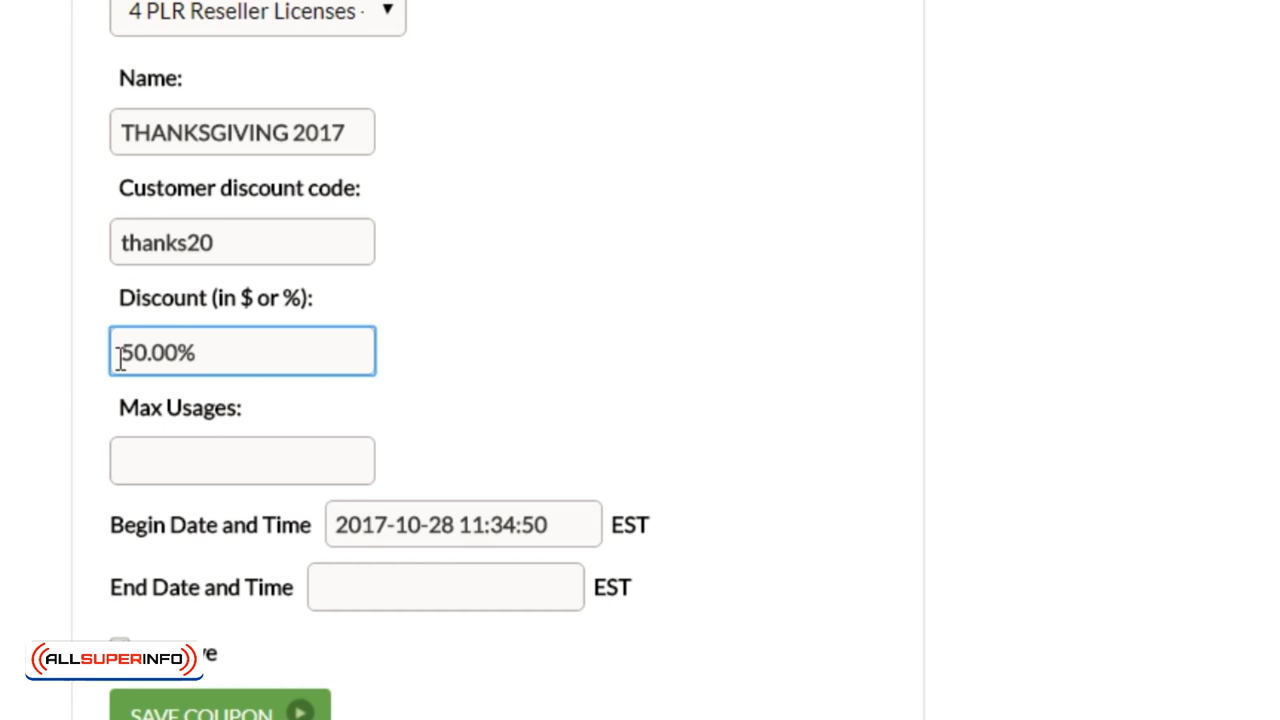 4 PLR Reseller Licenses -
Name:
THANKSGIVING 2017
Customer discount code:
thanks20
Discount (in $ or %):
50.00%
Max Usages:
Begin Date and Time 2017-10-28 11:34:50 EST
End Date and Time EST
ALLSUPERINFO ve
SAVE COUPON